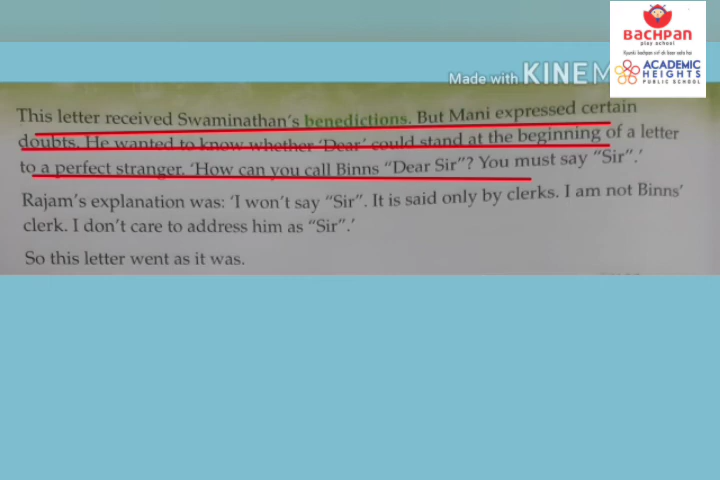 BACHPAN
play school
ACADEMIC
HEIGHTS
PUBLIC SCHOOL
Made with KINEM
This letter received Swaminathan's benedictions. But Mani expressed certain
doubts. He wanted to know whether 'Dear' could stand at the beginning of a letter
to a perfect stranger. 'How can you call Binns "Dear Sir"? You must say "Sir".'
Rajam's explanation was: 'I won't say "Sir". It is said only by clerks. I am not Binns'
clerk. I don't care to address him as "Sir".'
So this letter went as it was.